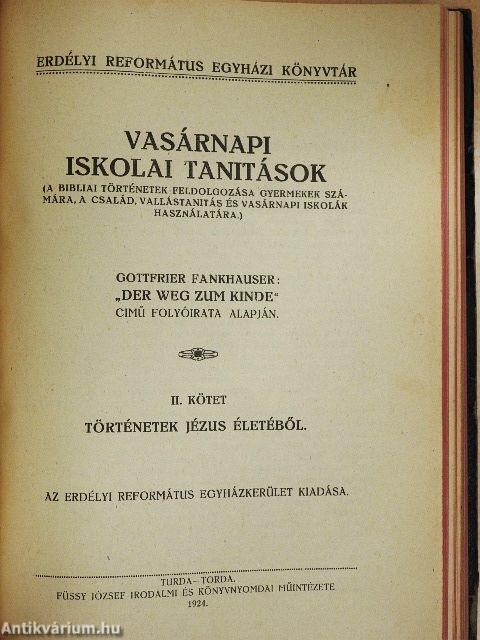 ERDÉLYI REFORMÁTUS EGYHÁZI KÖNYVTÁR
VASÁRNAPI
ISKOLAI TANITÁSOK
(A BIBLIAI TÖRTÉNETEK FELDOLGOZÁSA GYERMEKEK SZÁ-
MÁRA, A CSALÁD, VALLÁSTANITÁS ÉS VASÁRNAPI ISKOLÁK
HASZNÁLATÁRA.)
GOTTFRIER FANKHAUSER:
„DER WEG ZUM KINDE“
CIMŰ FOLYÓIRATA ALAPJÁN.
II. KÖTET
TÖRTÉNETEK JÉZUS ÉLETÉBŐL.
AZ ERDÉLYI REFORMÁTUS EGYHÁZKERÜLET KIADÁSA.
TURDA—TORDA.
FÜSSY JÓZSEF IRODALMI ÉS KÖNYVNYOMDAI MŰINTÉZETE
1924.
Antikvárium.hu